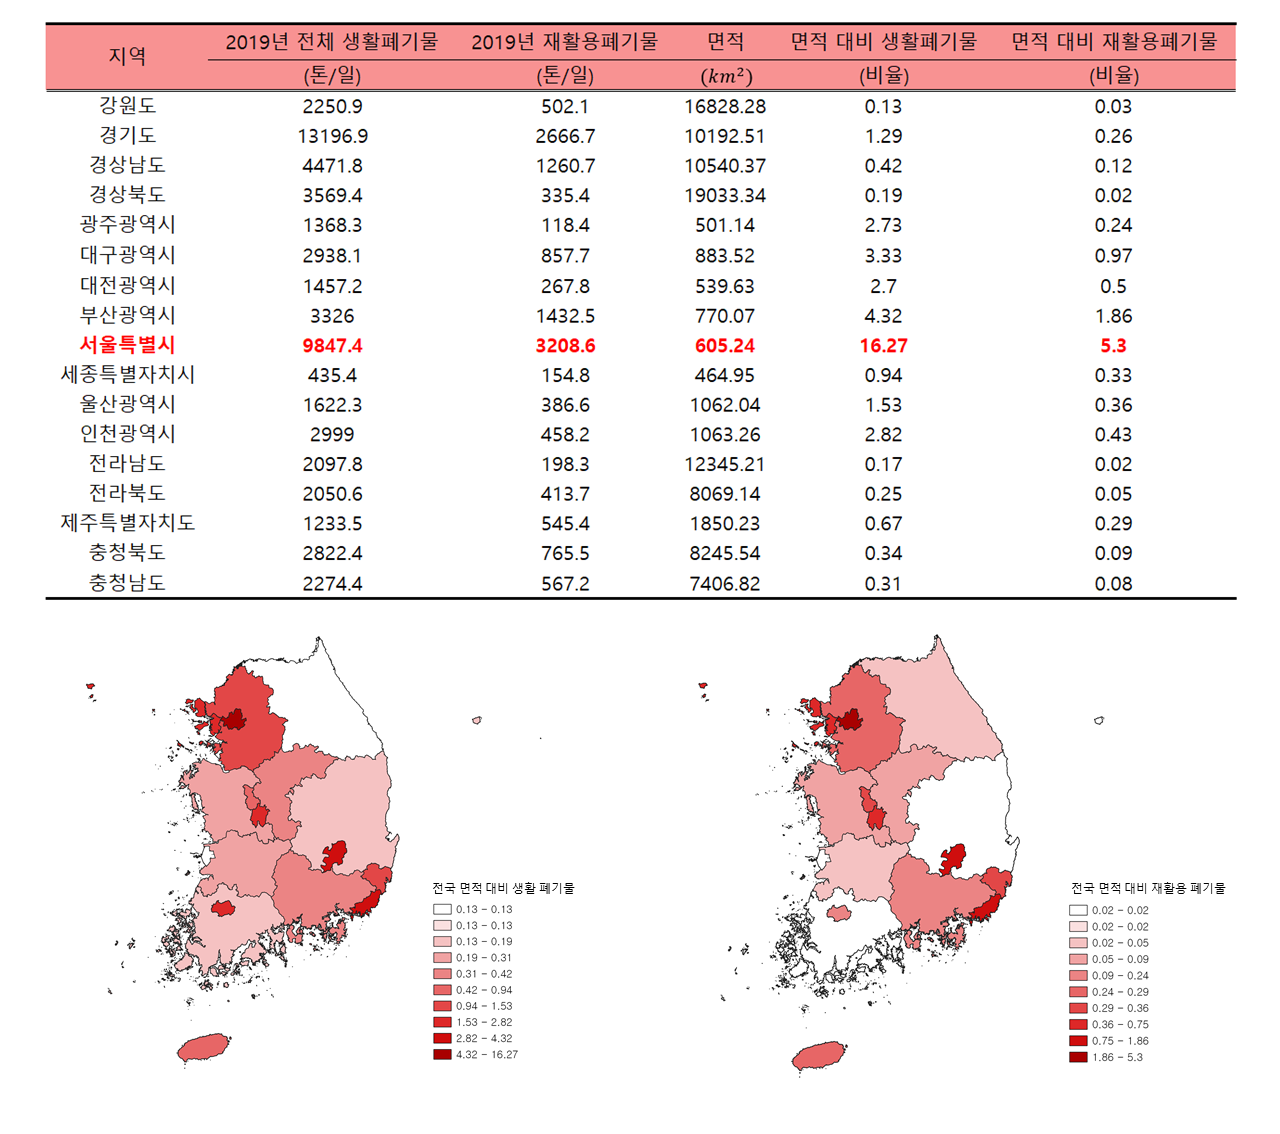 지역 2019년 전체 생활폐기물 2019년 재활용폐기물 면적 면적 대비 생활폐기물 면적 대비 재활용폐기물
(톤/일) (톤/일) (km²) (비율) (비율)
강원도 2250.9 502.1 16828.28 0.13 0.03
경기도 13196.9 2666.7 10192.51 1.29 0.26
경상남도 4471.8 1260.7 10540.37 0.42 0.12
경상북도 3569.4 335.4 19033.34 0.19 0.02
광주광역시 1368.3 118.4 501.14 2.73 0.24
대구광역시 2938.1 857.7 883.52 3.33 0.97
대전광역시 1457.2 267.8 539.63 2.7 0.5
부산광역시 3326 1432.5 770.07 4.32 1.86
서울특별시 9847.4 3208.6 605.24 16.27 5.3
세종특별자치시 435.4 154.8 464.95 0.94 0.33
울산광역시 1622.3 386.6 1062.04 1.53 0.36
인천광역시 2999 458.2 1063.26 2.82 0.43
전라남도 2097.8 198.3 12345.21 0.17 0.02
전라북도 2050.6 413.7 8069.14 0.25 0.05
제주특별자치도 1233.5 545.4 1850.23 0.67 0.29
충청북도 2822.4 765.5 8245.54 0.34 0.09
충청남도 2274.4 567.2 7406.82 0.31 0.08
전국 면적 대비 생활 폐기물
0.13 - 0.13
0.13 - 0.13
0.13 - 0.19
0.19 - 0.31
0.31 - 0.42
0.42 - 0.94
0.94 - 1.53
1.53 - 2.82
2.82 - 4.32
4.32 - 16.27
전국 면적 대비 재활용 폐기물
0.02 - 0.02
0.02 - 0.02
0.02 - 0.05
0.05 - 0.09
0.09 - 0.24
0.24 - 0.29
0.29 - 0.36
0.36 - 0.75
0.75 - 1.86
1.86 - 5.3